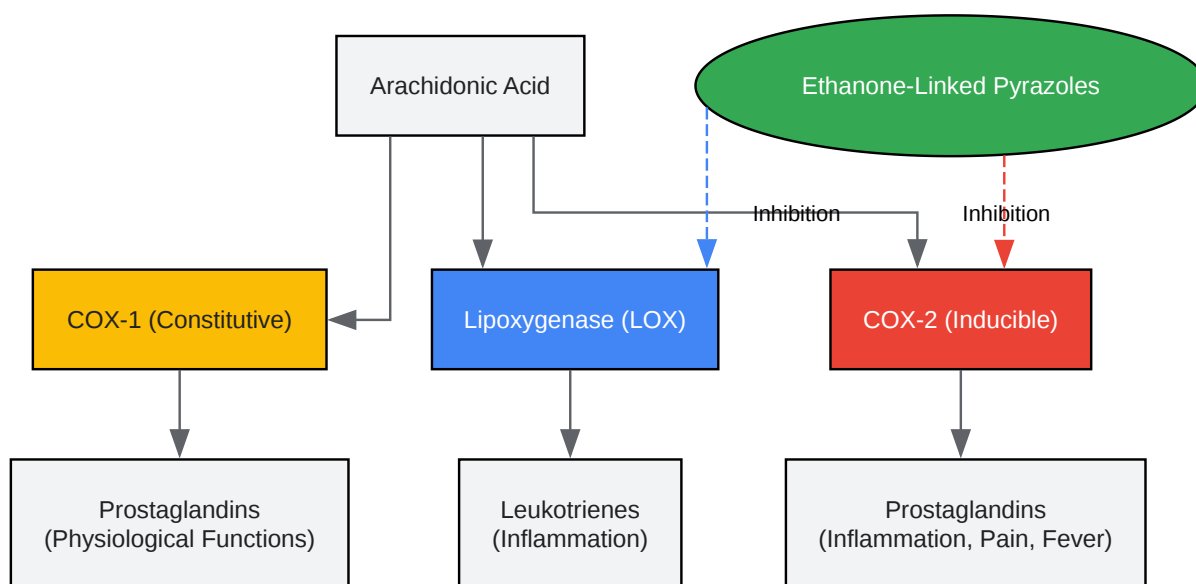 Arachidonic Acid
Ethanone-Linked Pyrazoles
Inhibition
Inhibition
COX-1 (Constitutive)
Lipoxygenase (LOX)
COX-2 (Inducible)
Prostaglandins
(Physiological Functions)
Leukotrienes
(Inflammation)
Prostaglandins
(Inflammation, Pain, Fever)